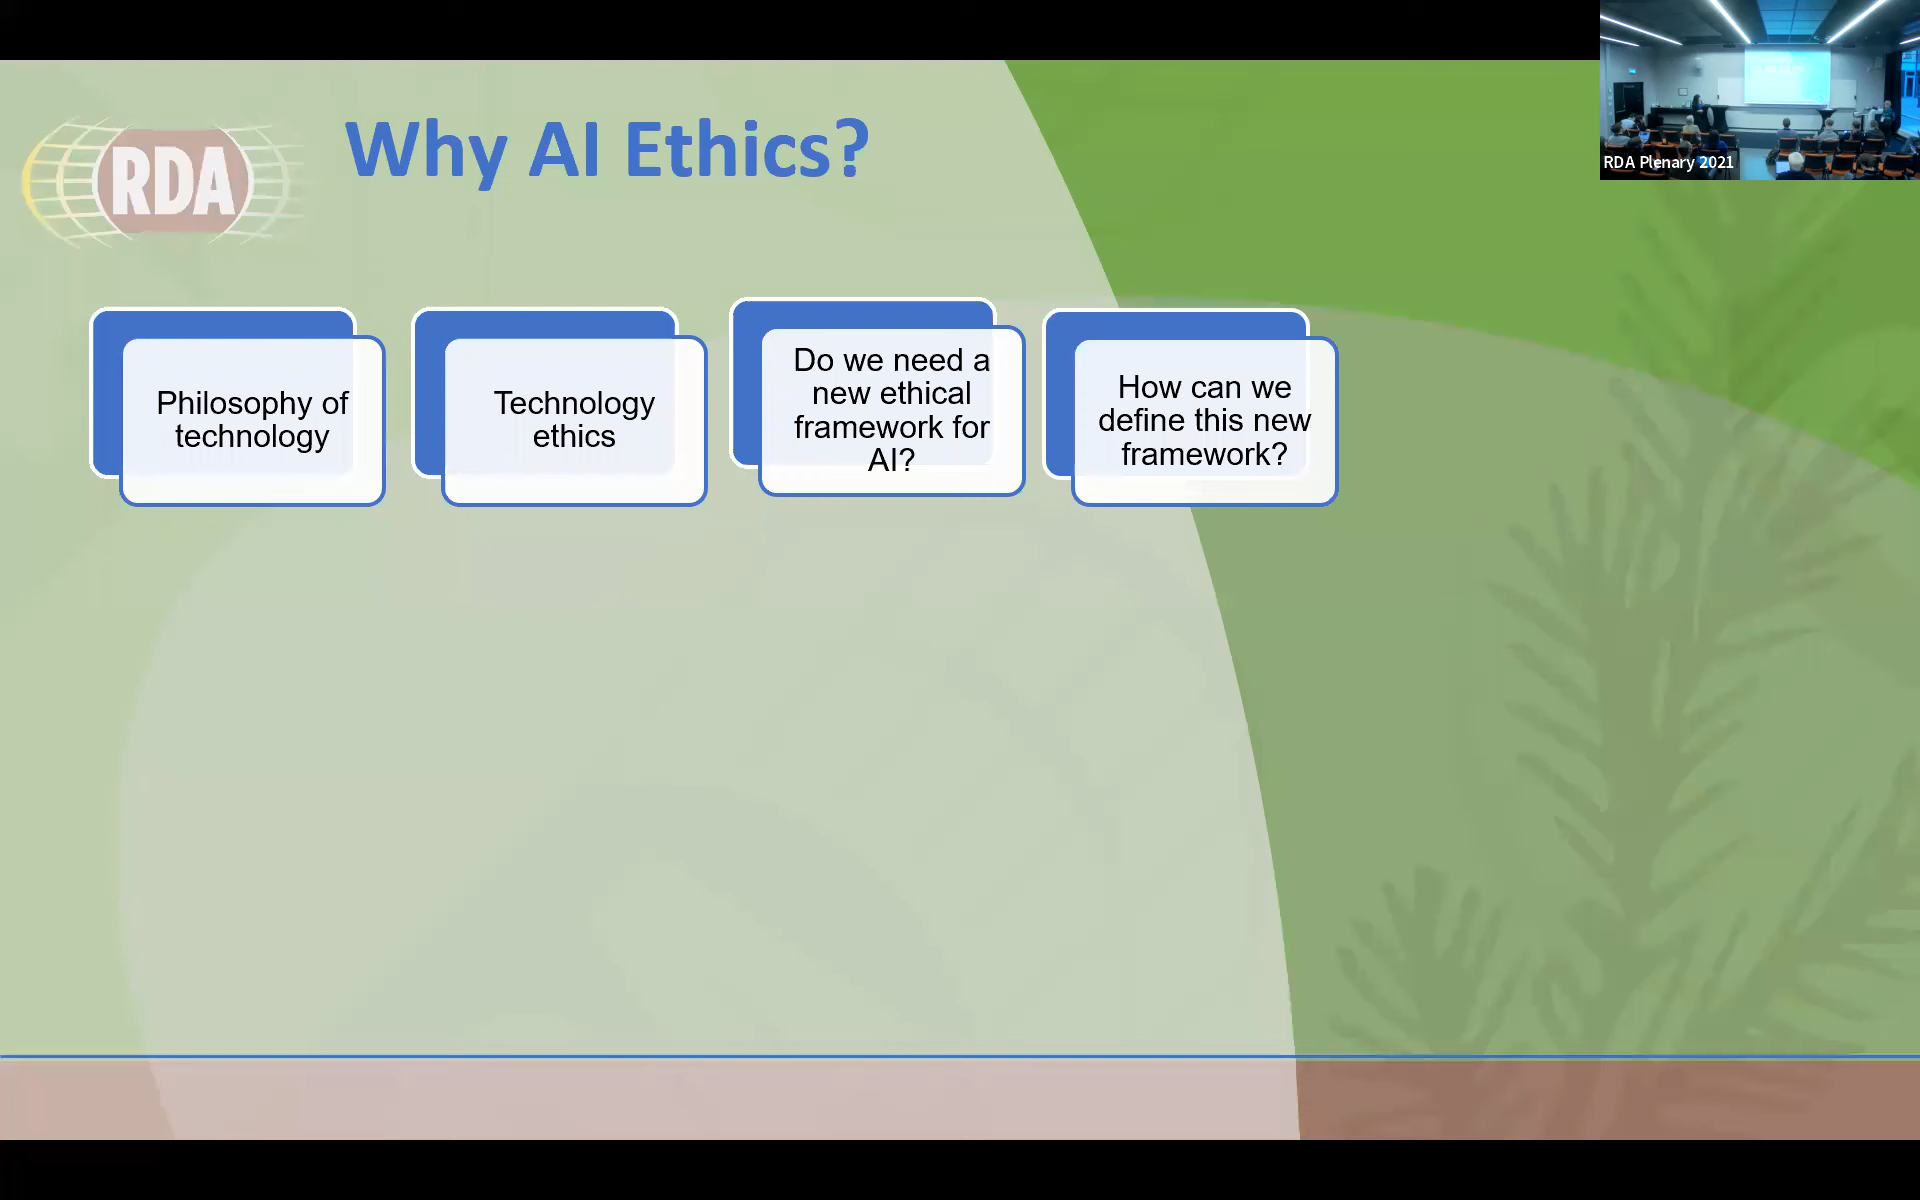 RDA Plenary 2021
RDA
Why AI Ethics?
Philosophy of
technology
Technology
ethics
Do we need a
new ethical
framework for
AI?
How can we
define this new
framework?